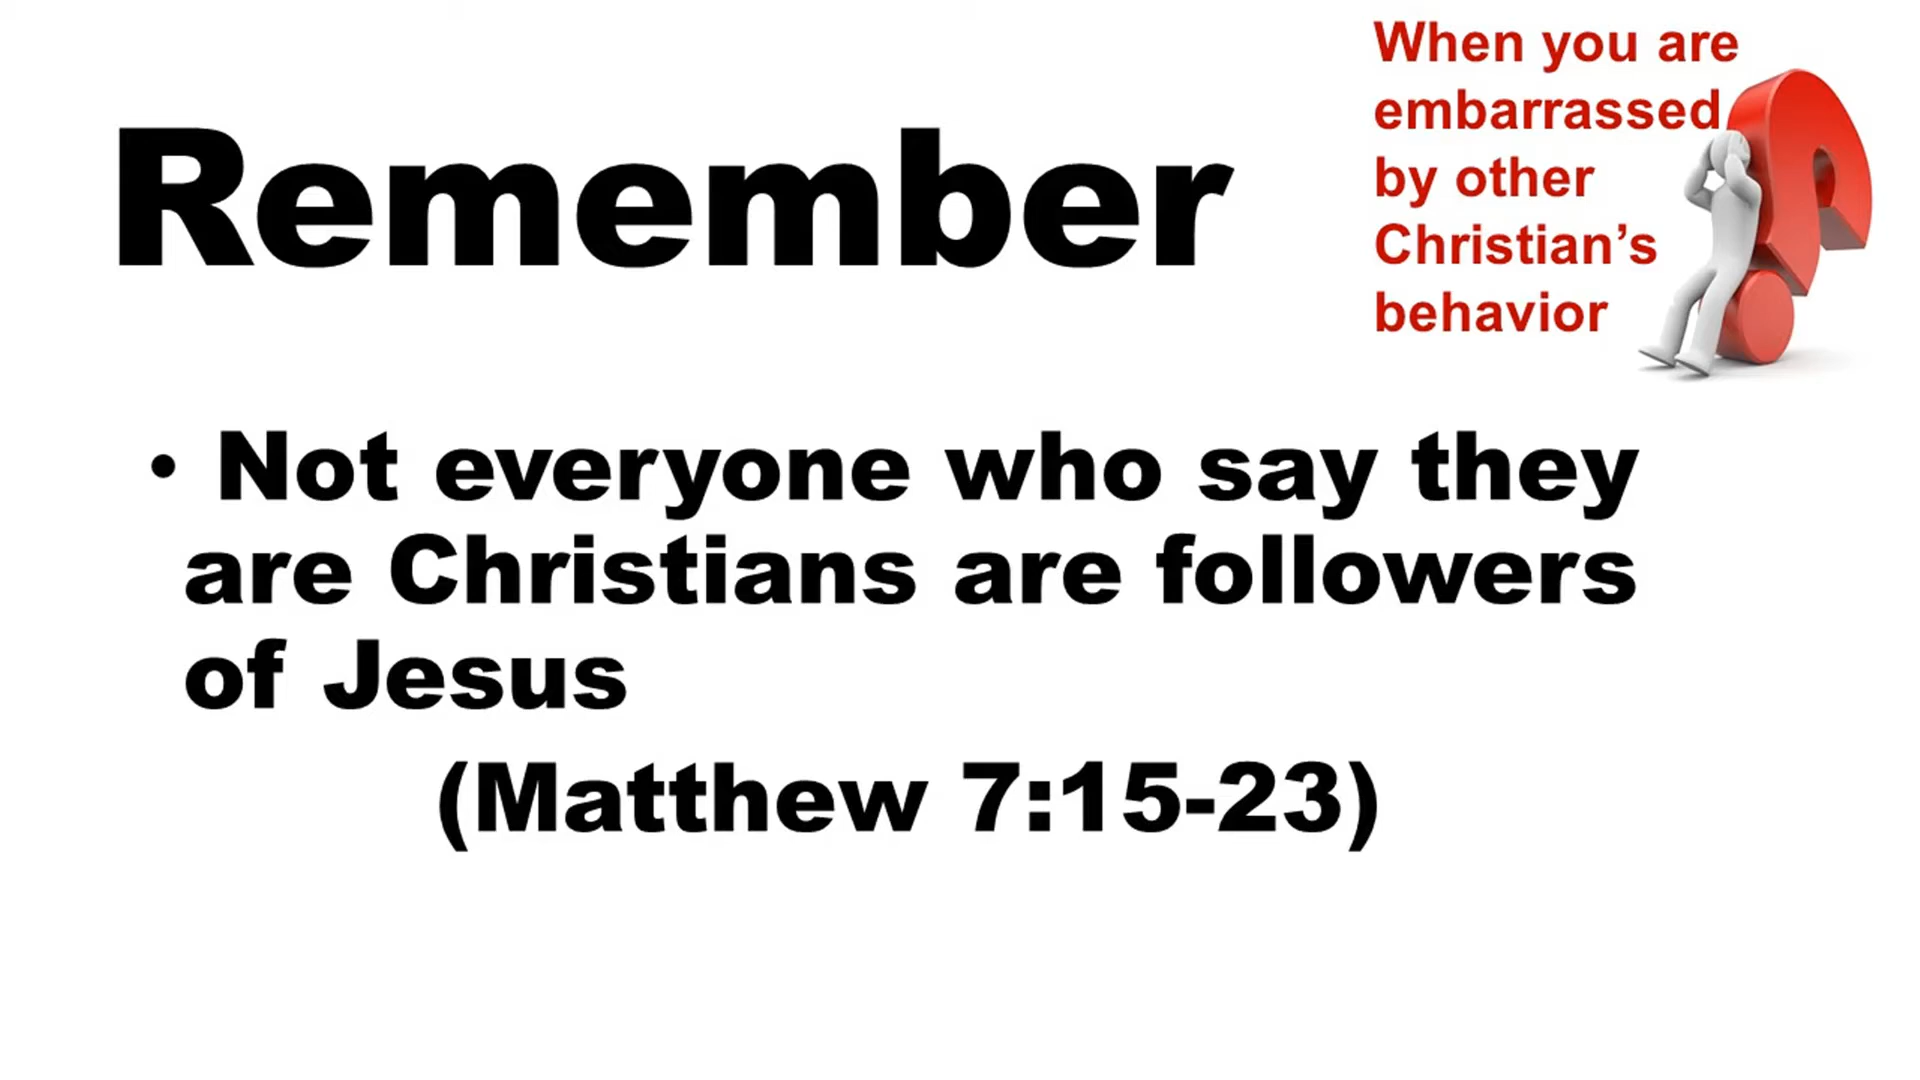 When you are
embarrassed
by other
Christian’s
behavior
Remember
• Not everyone who say they
are Christians are followers
of Jesus
(Matthew 7:15-23)